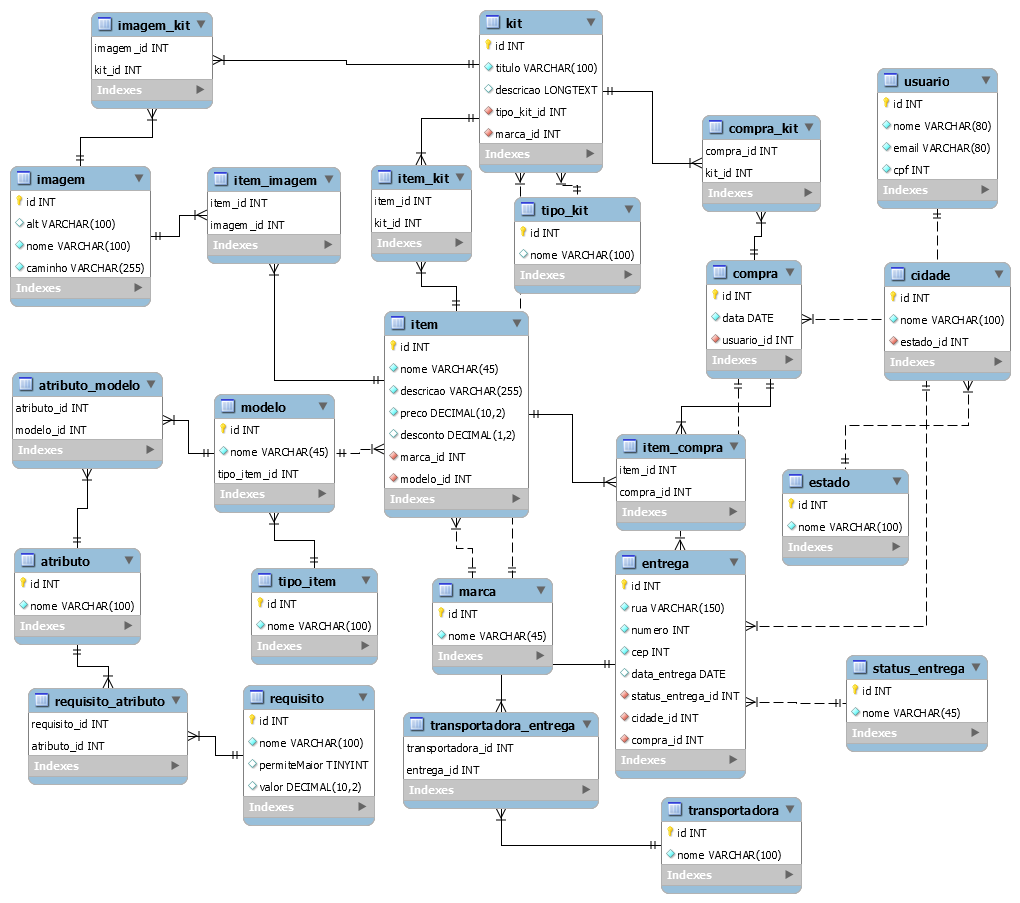 imagem_kit
imagem_id INT
kit_id INT
Indexes
kit
id INT
titulo VARCHAR(100)
descricao LONGTEXT
tipo_kit_id INT
marca_id INT
Indexes
usuario
id INT
nome VARCHAR(80)
email VARCHAR(80)
cpf INT
Indexes
compra_kit
compra_id INT
kit_id INT
Indexes
imagem
id INT
alt VARCHAR(100)
nome VARCHAR(100)
caminho VARCHAR(255)
Indexes
item_imagem
item_id INT
imagem_id INT
Indexes
item_kit
item_id INT
kit_id INT
Indexes
tipo_kit
id INT
nome VARCHAR(100)
Indexes
compra
id INT
data DATE
usuario_id INT
Indexes
cidade
id INT
nome VARCHAR(100)
estado_id INT
Indexes
item
id INT
nome VARCHAR(45)
descricao VARCHAR(255)
preco DECIMAL(10,2)
desconto DECIMAL(1,2)
marca_id INT
modelo_id INT
Indexes
atributo_modelo
atributo_id INT
modelo_id INT
Indexes
modelo
id INT
nome VARCHAR(45)
tipo_item_id INT
Indexes
item_compra
item_id INT
compra_id INT
Indexes
estado
id INT
nome VARCHAR(100)
Indexes
atributo
id INT
nome VARCHAR(100)
Indexes
tipo_item
id INT
nome VARCHAR(100)
Indexes
marca
id INT
nome VARCHAR(45)
Indexes
entrega
id INT
rua VARCHAR(150)
numero INT
cep INT
data_entrega DATE
status_entrega_id INT
cidade_id INT
compra_id INT
Indexes
status_entrega
id INT
nome VARCHAR(45)
Indexes
requisito_atributo
requisito_id INT
atributo_id INT
Indexes
requisito
id INT
nome VARCHAR(100)
permiteMaior TINYINT
valor DECIMAL(10,2)
Indexes
transportadora_entrega
transportadora_id INT
entrega_id INT
Indexes
transportadora
id INT
nome VARCHAR(100)
Indexes